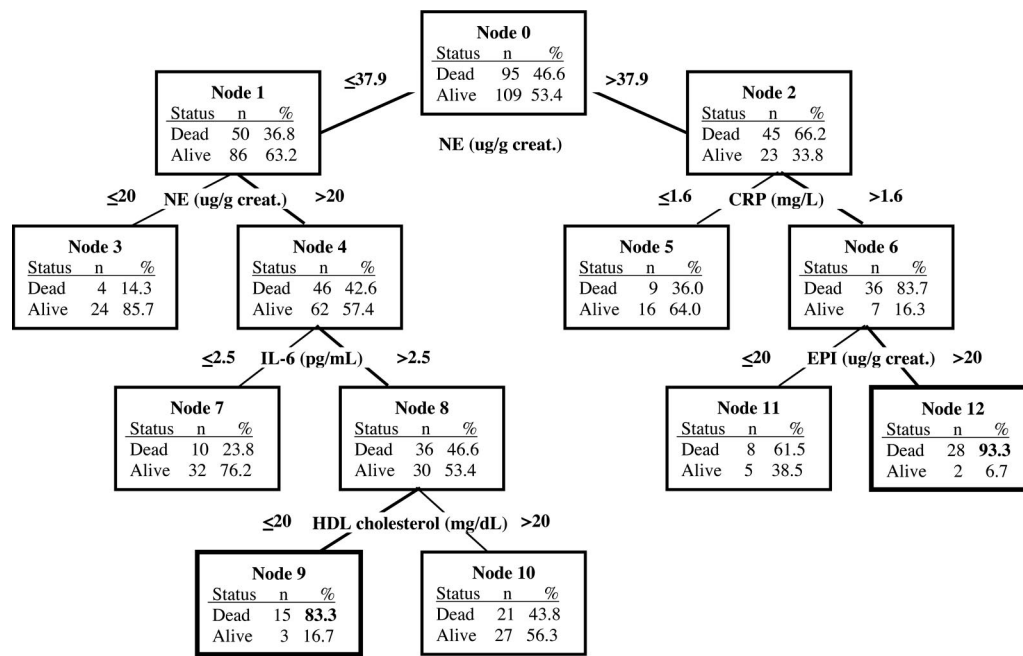 Node 0
Status n %
Dead 95 46.6
Alive 109 53.4
≤37.9
>37.9
NE (ug/g creat.)
Node 1
Status n %
Dead 50 36.8
Alive 86 63.2
Node 2
Status n %
Dead 45 66.2
Alive 23 33.8
≤20 NE (ug/g creat.) >20
≤1.6 CRP (mg/L) >1.6
Node 3
Status n %
Dead 4 14.3
Alive 24 85.7
Node 4
Status n %
Dead 46 42.6
Alive 62 57.4
Node 5
Status n %
Dead 9 36.0
Alive 16 64.0
Node 6
Status n %
Dead 36 83.7
Alive 7 16.3
≤2.5 IL-6 (pg/mL) >2.5
≤20 EPI (ug/g creat.) >20
Node 7
Status n %
Dead 10 23.8
Alive 32 76.2
Node 8
Status n %
Dead 36 46.6
Alive 30 53.4
Node 11
Status n %
Dead 8 61.5
Alive 5 38.5
Node 12
Status n %
Dead 28 93.3
Alive 2 6.7
≤20 HDL cholesterol (mg/dL) >20
Node 9
Status n %
Dead 15 83.3
Alive 3 16.7
Node 10
Status n %
Dead 21 43.8
Alive 27 56.3